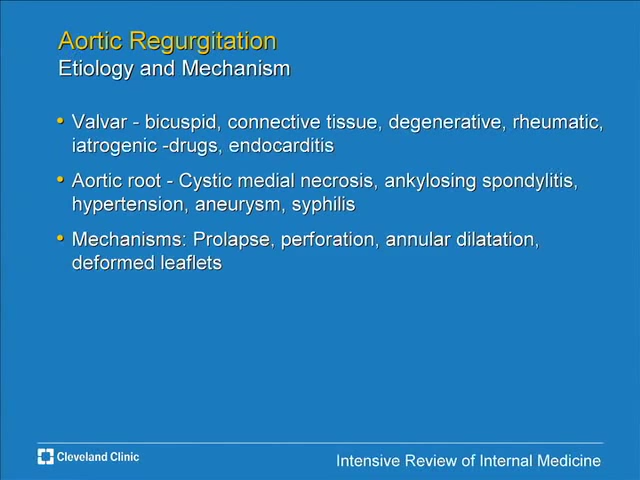 Aortic Regurgitation
Etiology and Mechanism
• Valvar - bicuspid, connective tissue, degenerative, rheumatic,
iatrogenic -drugs, endocarditis
• Aortic root - Cystic medial necrosis, ankylosing spondylitis,
hypertension, aneurysm, syphilis
• Mechanisms: Prolapse, perforation, annular dilatation,
deformed leaflets
Cleveland Clinic
Intensive Review of Internal Medicine